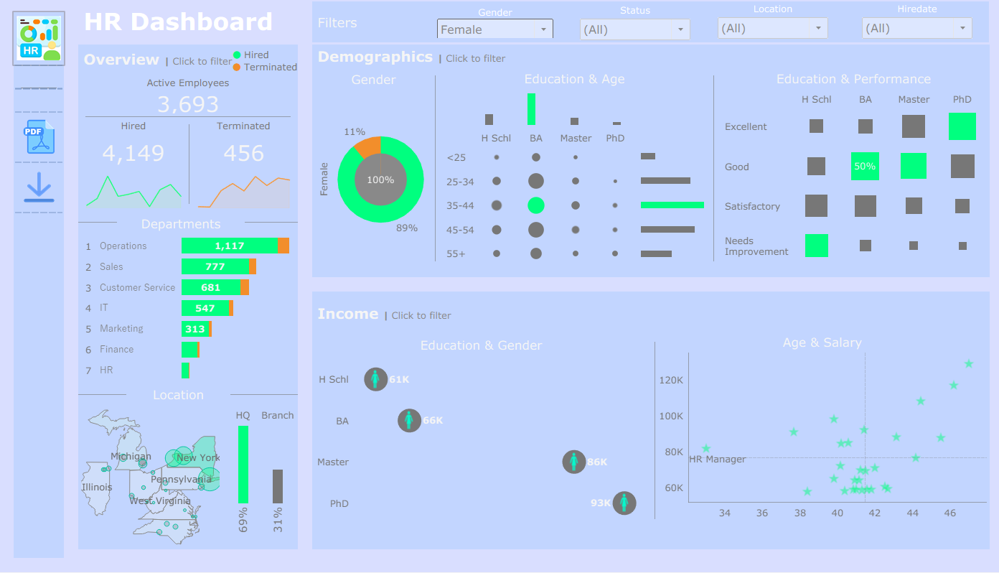 HR Dashboard
HR
PDF
Filters
Gender
Female
Status
(All)
Location
(All)
Hiredate
(All)
Overview | Click to filter
Hired
Terminated
Active Employees
3,693
Hired
4,149
Terminated
456
Departments
1 Operations 1,117
2 Sales 777
3 Customer Service 681
4 IT 547
5 Marketing 313
6 Finance
7 HR
Location
Michigan
New York
Pennsylvania
Illinois
West Virginia
HQ Branch
69% 31%
Demographics | Click to filter
Gender
Female
11%
100%
89%
Education & Age
H Schl BA Master PhD
<25
25-34
35-44
45-54
55+
Education & Performance
H Schl BA Master PhD
Excellent
Good 50%
Satisfactory
Needs
Improvement
Income | Click to filter
Education & Gender
H Schl 61K
BA 66K
Master 86K
PhD 93K
Age & Salary
120K
100K
80K
HR Manager
60K
34 36 38 40 42 44 46